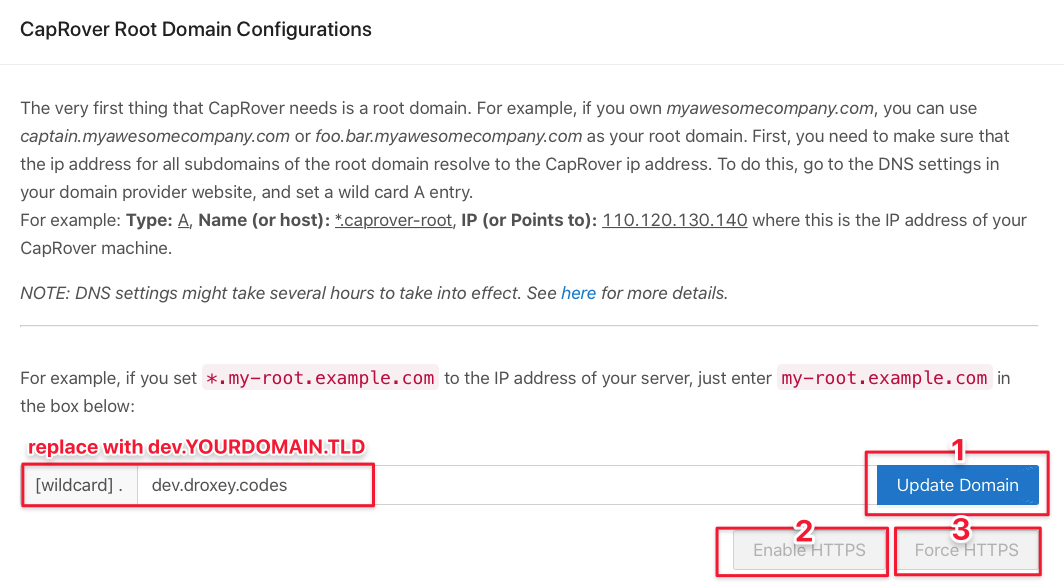 CapRover Root Domain Configurations
The very first thing that CapRover needs is a root domain. For example, if you own myawesomecompany.com, you can use
captain.myawesomecompany.com or foo.bar.myawesomecompany.com as your root domain. First, you need to make sure that
the ip address for all subdomains of the root domain resolve to the CapRover ip address. To do this, go to the DNS settings in
your domain provider website, and set a wild card A entry.
For example: Type: A, Name (or host): *.caprover-root, IP (or Points to): 110.120.130.140 where this is the IP address of your
CapRover machine.
NOTE: DNS settings might take several hours to take into effect. See here for more details.
For example, if you set *.my-root.example.com to the IP address of your server, just enter my-root.example.com in
the box below:
replace with dev.YOURDOMAIN.TLD
1
[wildcard] . dev.droxey.codes Update Domain
2 3
Enable HTTPS Force HTTPS